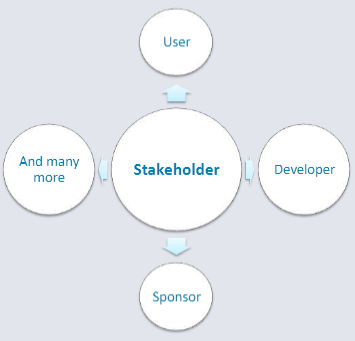 User
And many
more
Stakeholder
Developer
Sponsor